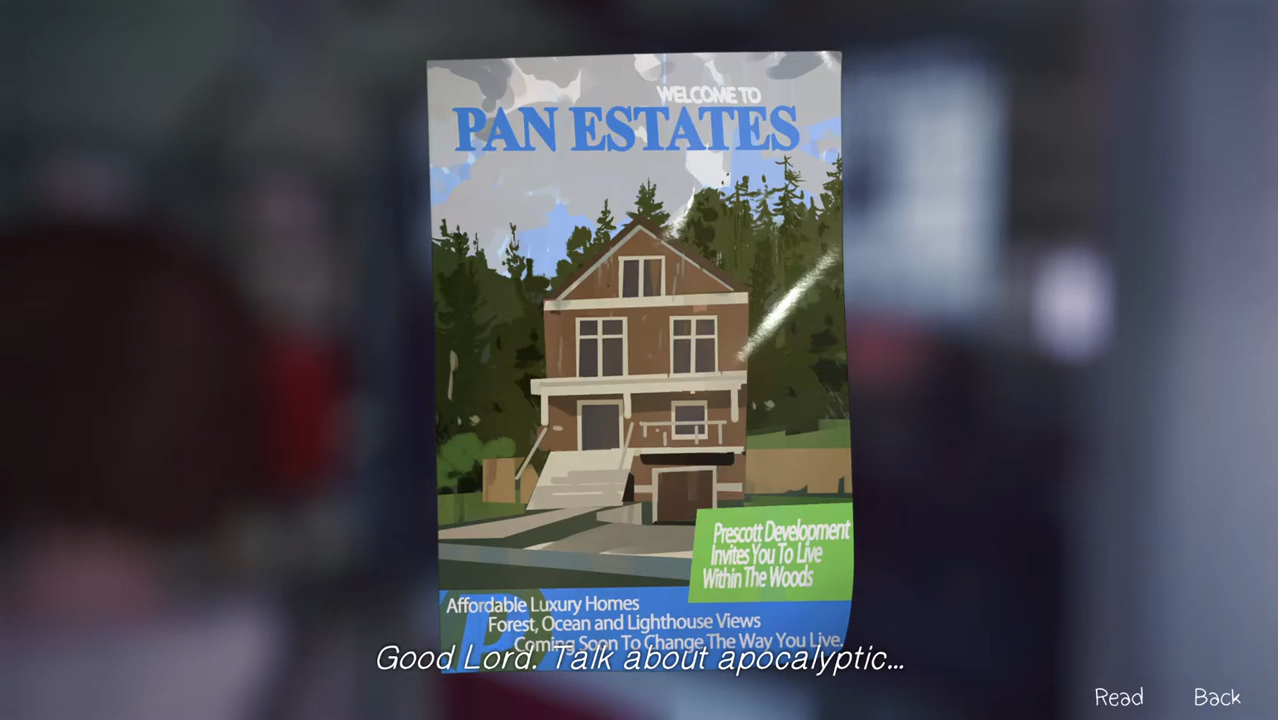 WELCOME TO
PAN ESTATES
Prescott Development
Invites You To Live
Within The Woods
Affordable Luxury Homes
Forest, Ocean and Lighthouse Views
Coming Soon To Change The Way You Live.
Good Lord. Talk about apocalyptic...
Read
Back